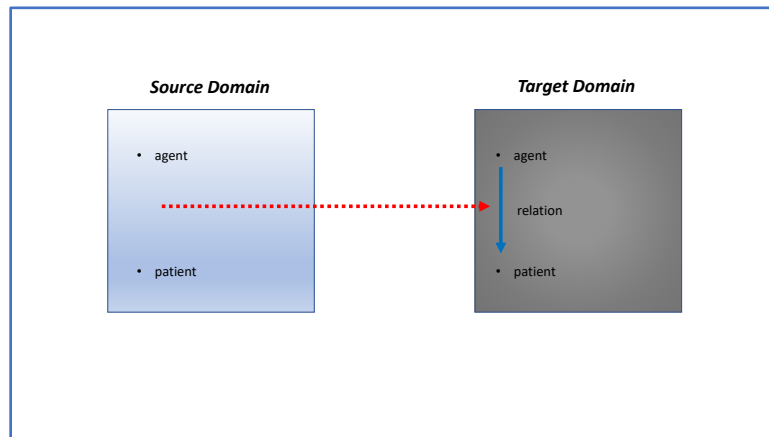 Source Domain
• agent
• patient
Target Domain
• agent
relation
• patient